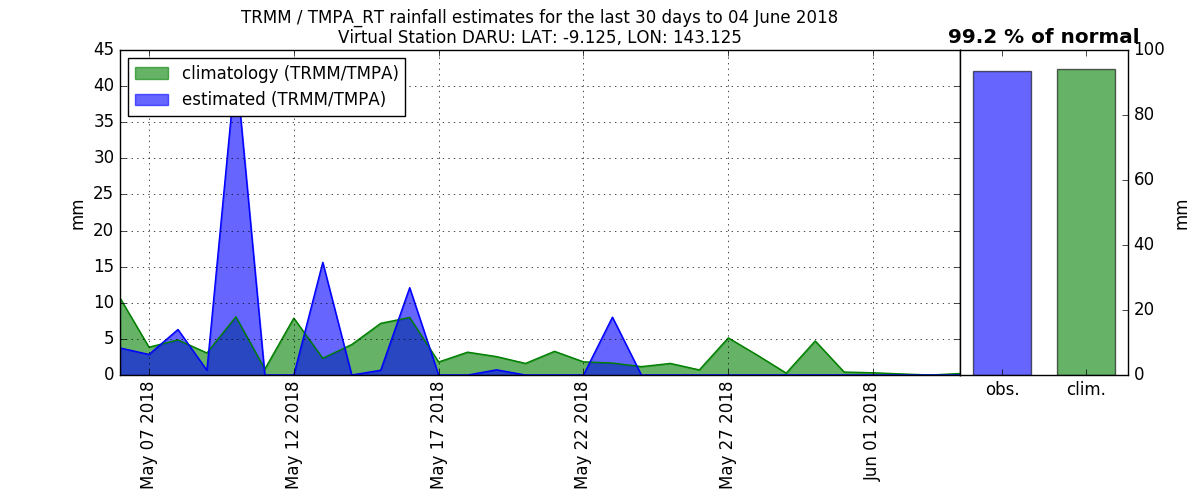 TRMM / TMPA_RT rainfall estimates for the last 30 days to 04 June 2018
Virtual Station DARU: LAT: -9.125, LON: 143.125
99.2 % of normal
climatology (TRMM/TMPA)
estimated (TRMM/TMPA)
45
40
35
30
25
20
15
10
5
0
mm
May 07 2018
May 12 2018
May 17 2018
May 22 2018
May 27 2018
Jun 01 2018
obs.
clim.
100
80
60
40
20
0
mm